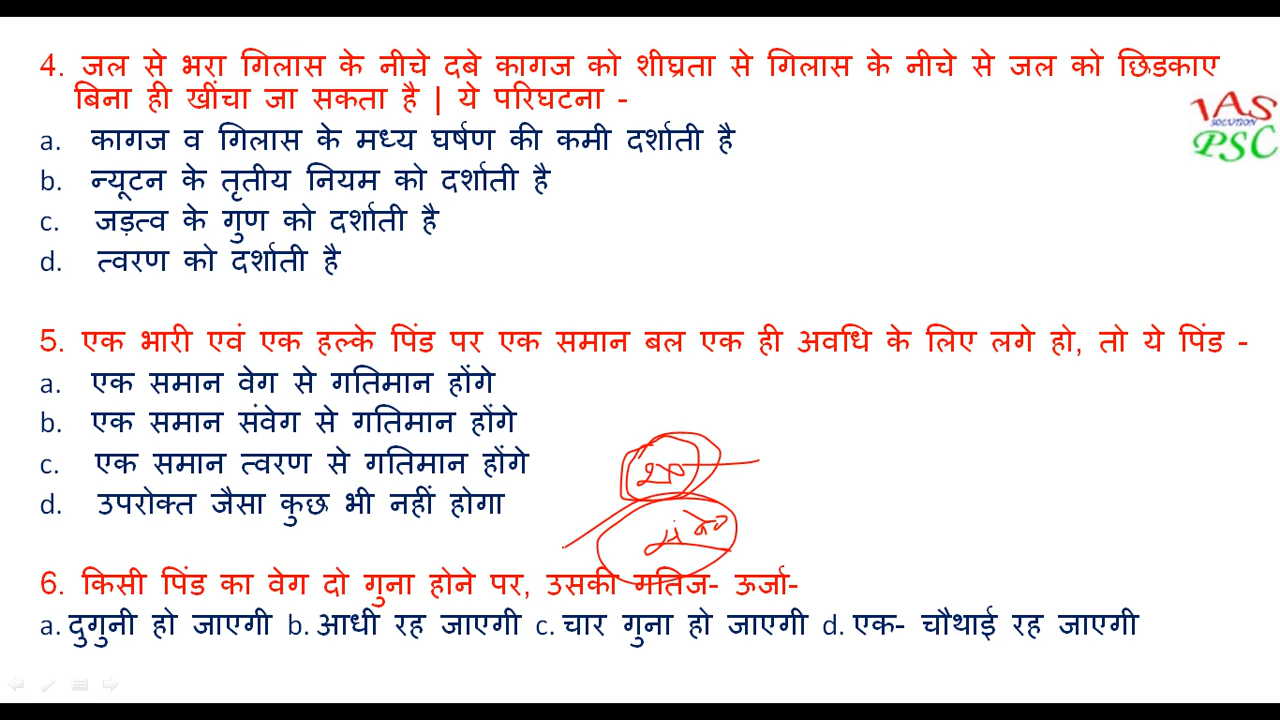 4. जल से भरा गिलास के नीचे दबे कागज को शीघ्रता से गिलास के नीचे से जल को छिडकाए
बिना ही खींचा जा सकता है | ये परिघटना -
a. कागज व गिलास के मध्य घर्षण की कमी दर्शाती है
b. न्यूटन के तृतीय नियम को दर्शाती है
c. जड़त्व के गुण को दर्शाती है
d. त्वरण को दर्शाती है
IAS
SOLUTION
PSC
5. एक भारी एवं एक हल्के पिंड पर एक समान बल एक ही अवधि के लिए लगे हो, तो ये पिंड -
a. एक समान वेग से गतिमान होंगे
b. एक समान संवेग से गतिमान होंगे
c. एक समान त्वरण से गतिमान होंगे
d. उपरोक्त जैसा कुछ भी नहीं होगा
6. किसी पिंड का वेग दो गुना होने पर, उसकी मतिज- ऊर्जा-
a. दुगुनी हो जाएगी b. आधी रह जाएगी c. चार गुना हो जाएगी d. एक- चौथाई रह जाएगी